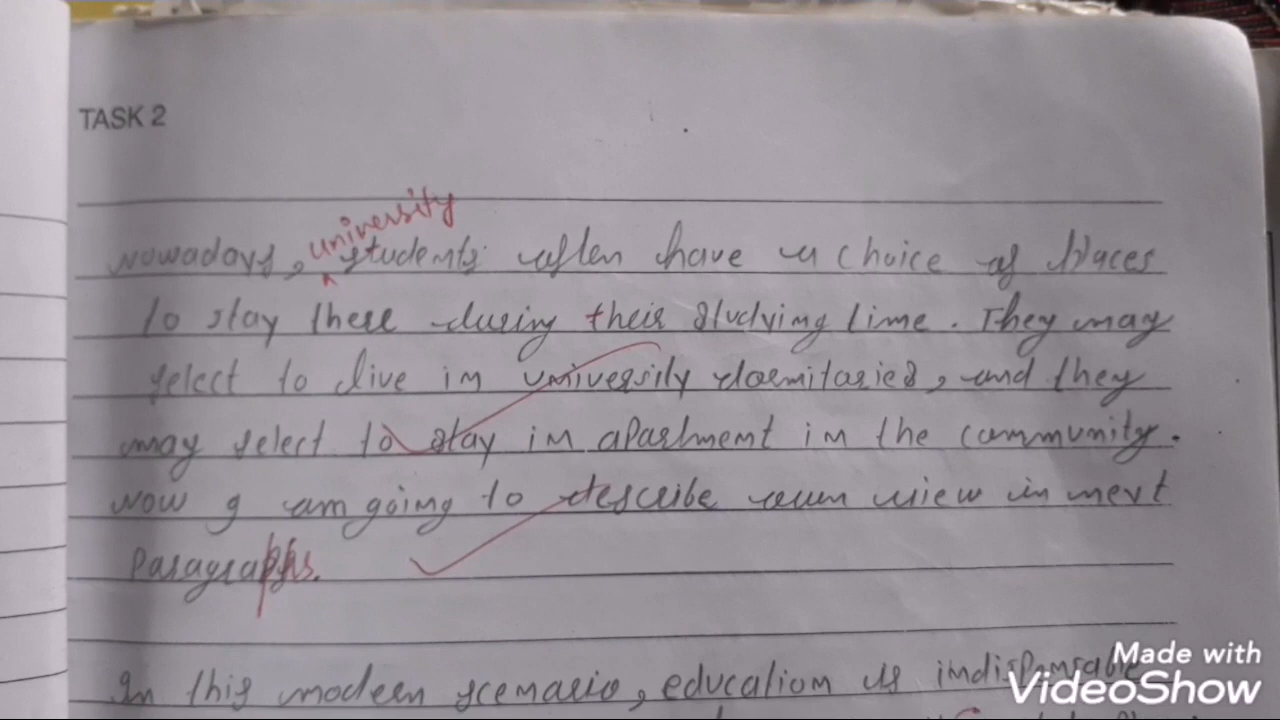 TASK 2
university
Nowadays, students often have a choice of places
to stay there during their studying time. They may
select to live in university dormitaries, and they
may select to stay in apartment in the community.
Now I am going to describe own view in next
Paragraphs.
In this modern scenario, education is indispensable
Made with
VideoShow